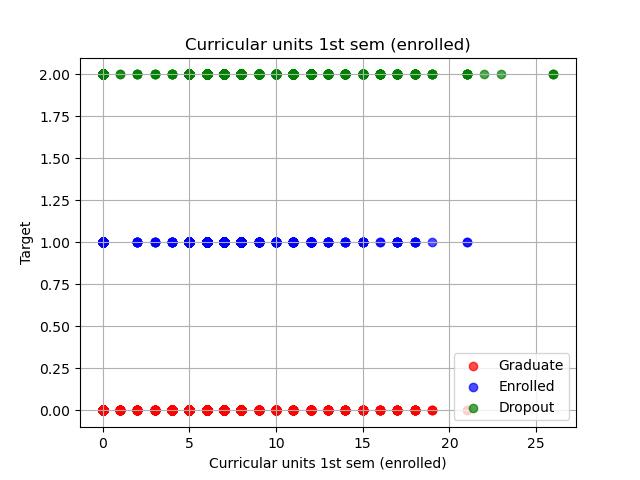 Curricular units 1st sem (enrolled)
2.00
1.75
1.50
1.25
1.00
0.75
0.50
0.25
0.00
Target
Graduate
Enrolled
Dropout
0 5 10 15 20 25
Curricular units 1st sem (enrolled)